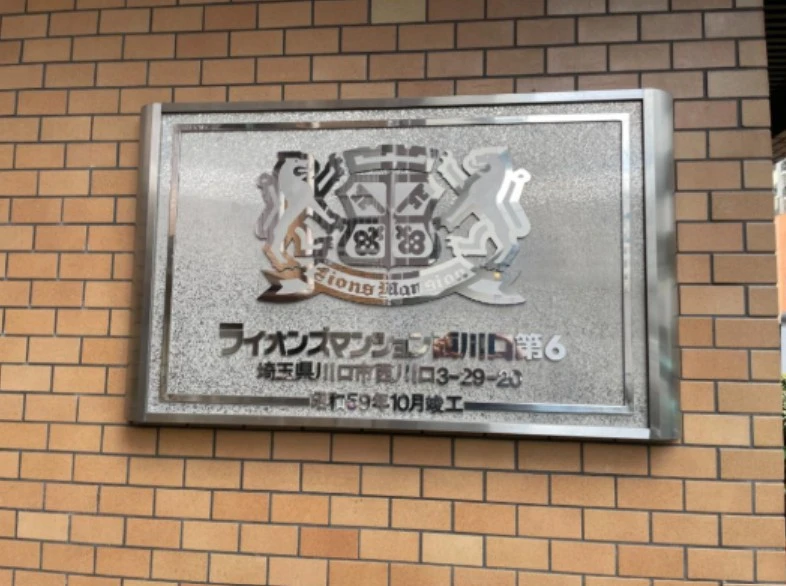 Lions Mansion
ライオンズマンション西川口第6
埼玉県川口市西川口3-29-26
昭和59年10月竣工